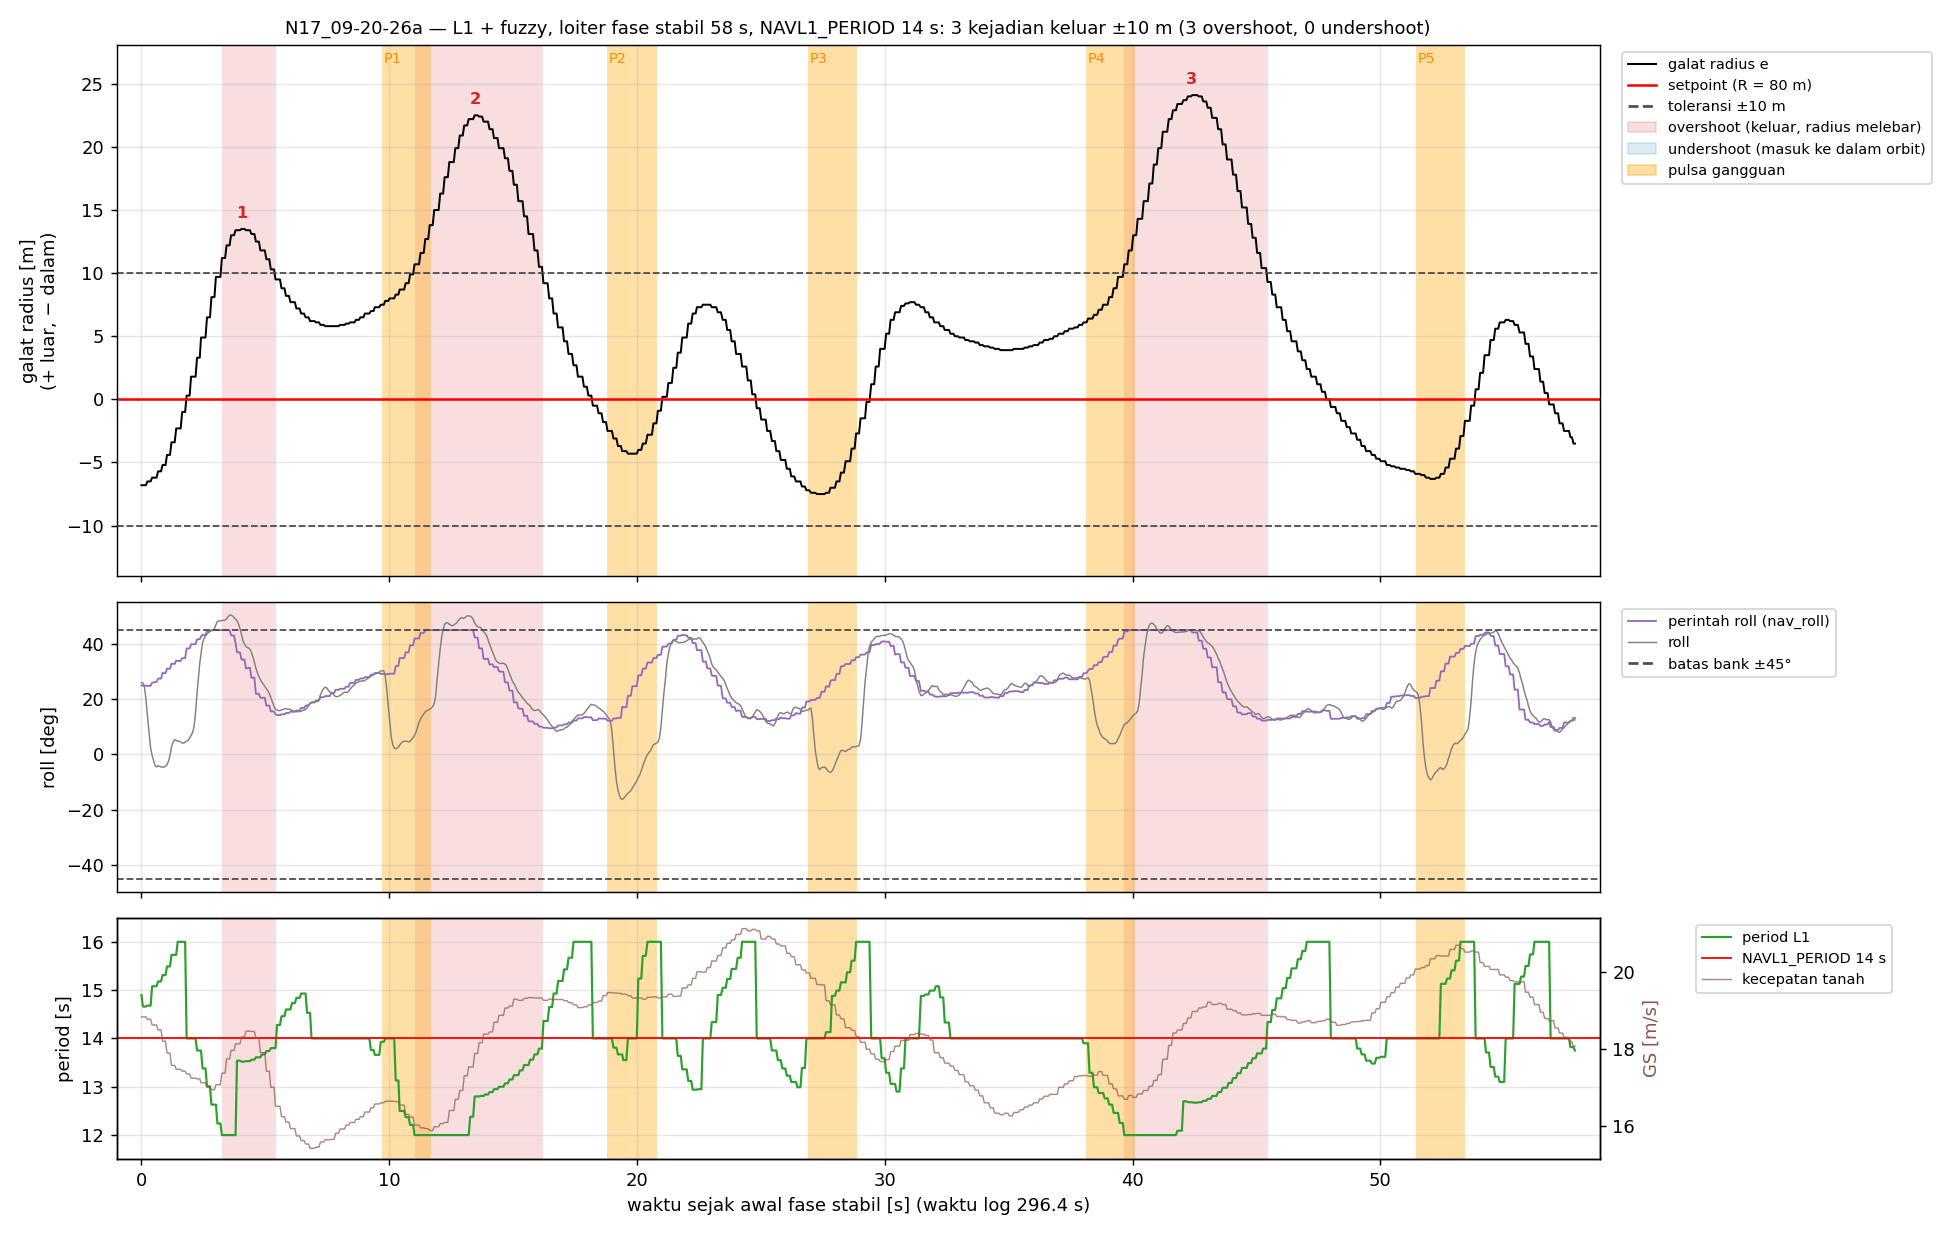 N17_09-20-26a — L1 + fuzzy, loiter fase stabil 58 s, NAVL1_PERIOD 14 s: 3 kejadian keluar ±10 m (3 overshoot, 0 undershoot)
galat radius [m]
(+ luar, − dalam)
25
20
15
10
5
0
−5
−10
P1
P2
P3
P4
P5
1
2
3
galat radius e
setpoint (R = 80 m)
toleransi ±10 m
overshoot (keluar, radius melebar)
undershoot (masuk ke dalam orbit)
pulsa gangguan
roll [deg]
40
20
0
−20
−40
perintah roll (nav_roll)
roll
batas bank ±45°
period [s]
16
15
14
13
12
20
18
16
GS [m/s]
period L1
NAVL1_PERIOD 14 s
kecepatan tanah
0
10
20
30
40
50
waktu sejak awal fase stabil [s] (waktu log 296.4 s)